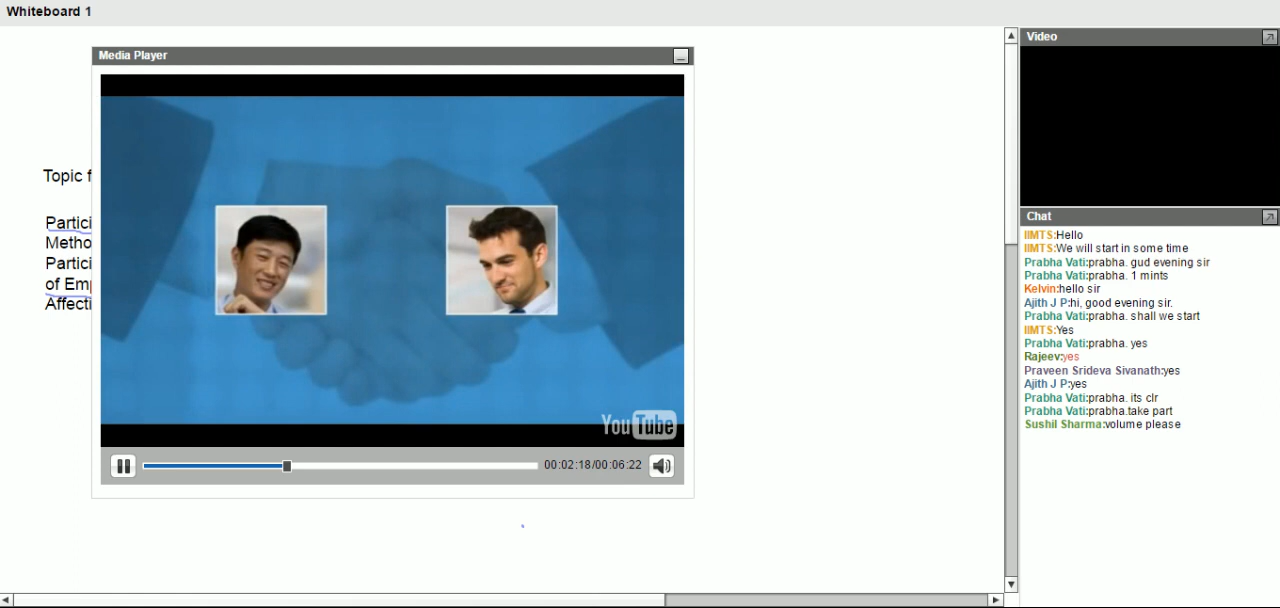 Whiteboard 1
Media Player
Topic f
Partici
Metho
Partici
of Emp
Affecti
YouTube
00:02:18/00:06:22
Video
Chat
IIMTS:Hello
IIMTS:We will start in some time
Prabha Vati:prabha. gud evening sir
Prabha Vati:prabha. 1 mints
Kelvin:hello sir
Ajith J P:hi, good evening sir.
Prabha Vati:prabha. shall we start
IIMTS:Yes
Prabha Vati:prabha. yes
Rajeev:yes
Praveen Srideva Sivanath:yes
Ajith J P:yes
Prabha Vati:prabha. its clr
Prabha Vati:prabha.take part
Sushil Sharma:volume please